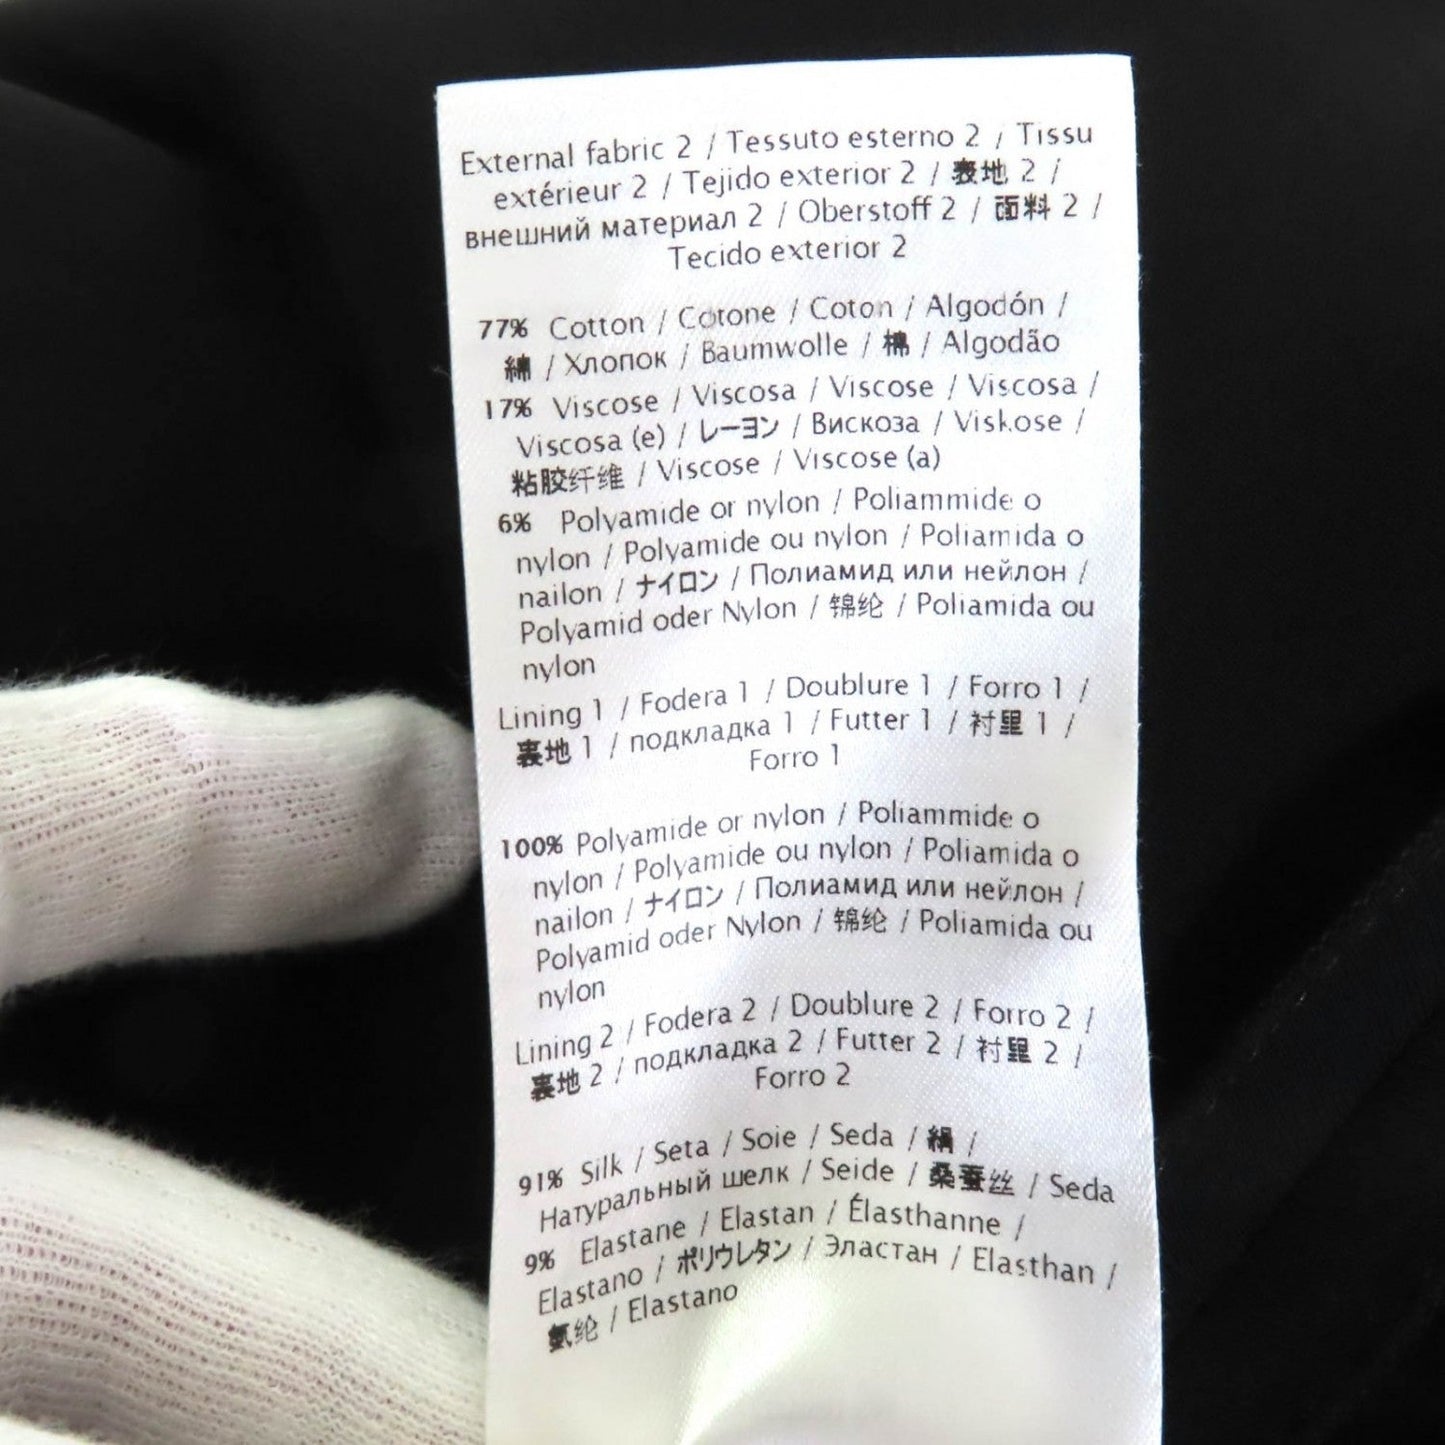 External fabric 2 / Tessuto esterno 2 / Tissu
extérieur 2 / Tejido exterior 2 / 表地 2 /
внешний материал 2 / Oberstoff 2 / 面料 2 /
Tecido exterior 2
77% Cotton / Cotone / Coton / Algodón /
綿 / Хлопок / Baumwolle / 棉 / Algodão
17% Viscose / Viscosa / Viscose / Viscosa /
Viscosa (e) / レーヨン / Вискоза / Viskose /
粘胶纤维 / Viscose / Viscose (a)
6% Polyamide or nylon / Poliammide o
nylon / Polyamide ou nylon / Poliamida o
nailon / ナイロン / Полиамид или нейлон /
Polyamid oder Nylon / 锦纶 / Poliamida ou
nylon
Lining 1 / Fodera 1 / Doublure 1 / Forro 1 /
裏地 1 / подкладка 1 / Futter 1 / 衬里 1 /
Forro 1
100% Polyamide or nylon / Poliammide o
nylon / Polyamide ou nylon / Poliamida o
nailon / ナイロン / Полиамид или нейлон /
Polyamid oder Nylon / 锦纶 / Poliamida ou
nylon
Lining 2 / Fodera 2 / Doublure 2 / Forro 2 /
裏地 2 / подкладка 2 / Futter 2 / 衬里 2 /
Forro 2
91% Silk / Seta / Soie / Seda / 絹 /
Натуральный шелк / Seide / 桑蚕丝 / Seda
9% Elastane / Elastan / Élasthanne /
Elastano / ポリウレタン / Эластан / Elasthan /
氨纶 / Elastano